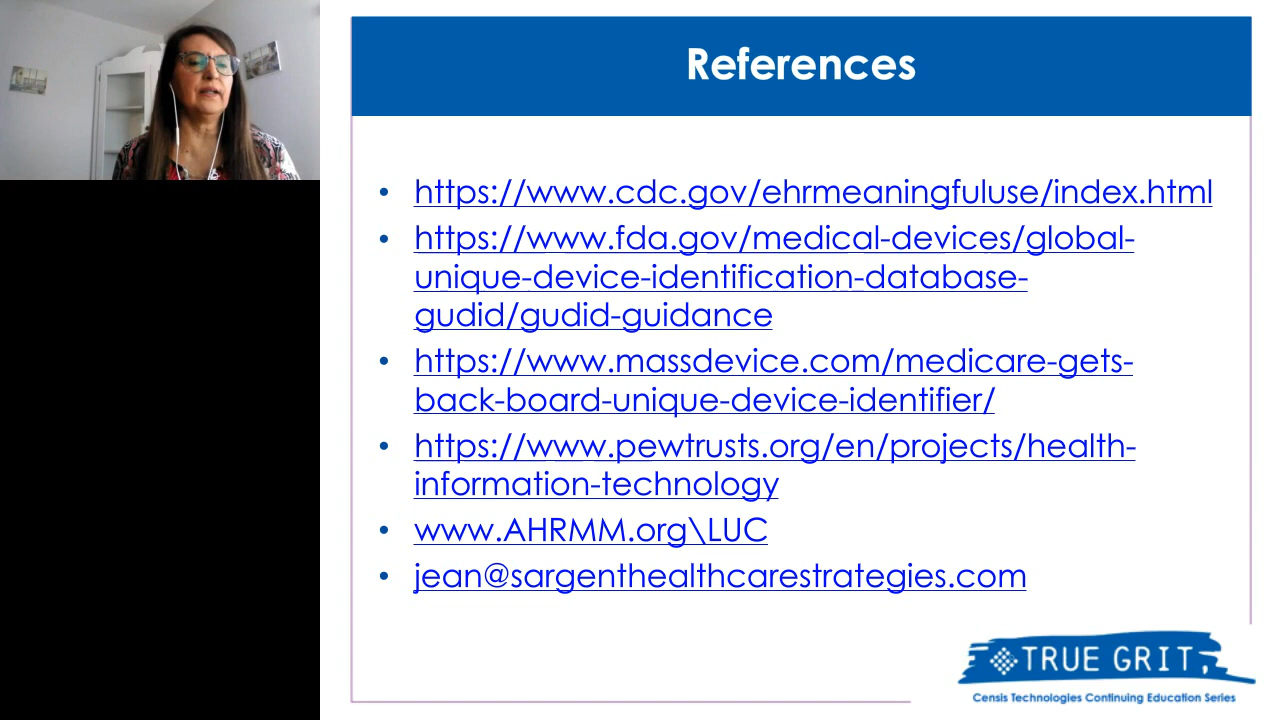 References
• https://www.cdc.gov/ehrmeaningfuluse/index.html
• https://www.fda.gov/medical-devices/global-
unique-device-identification-database-
gudid/gudid-guidance
• https://www.massdevice.com/medicare-gets-
back-board-unique-device-identifier/
• https://www.pewtrusts.org/en/projects/health-
information-technology
• www.AHRMM.org\LUC
• jean@sargenthealthcarestrategies.com
TRUE GRIT
Censis Technologies Continuing Education Series